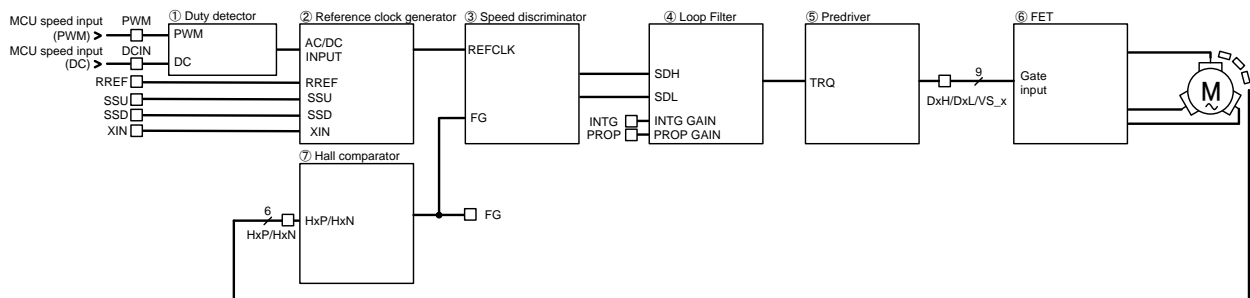 MCU speed input
(PWM)
PWM
MCU speed input
(DC)
DCIN
RREF
SSU
SSD
XIN
① Duty detector
PWM
DC
② Reference clock generator
AC/DC
INPUT
RREF
SSU
SSD
XIN
③ Speed discriminator
REFCLK
FG
④ Loop Filter
SDH
SDL
INTG
INTG GAIN
PROP
PROP GAIN
⑤ Predriver
TRQ
9
DxH/DxL/VS_x
⑥ FET
Gate
input
M
⑦ Hall comparator
6
HxP/HxN
HxP/HxN
FG